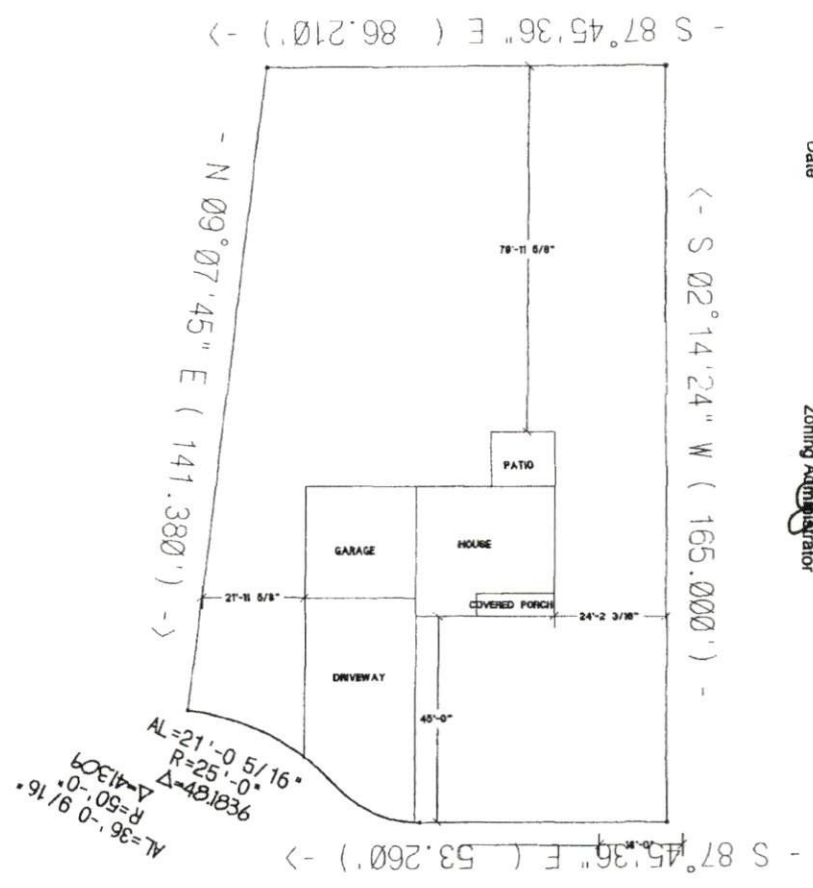 - S 87°45'36" E ( 86.210') ->
- N 09°07'45" E ( 141.380') ->
<- S 02°14'24" W ( 165.000') -
Date
Zoning Administrator
79'-11 5/8"
PATIO
GARAGE
HOUSE
COVERED PORCH
21'-11 5/8"
24'-2 3/16"
DRIVEWAY
45'-0"
AL=21'-0 5/16"
R=25'-0"
Δ=48.1836
AL=36'-0 9/16"
R=50'-0"
Δ=41.309
- S 87°45'36" E ( 53.260') ->